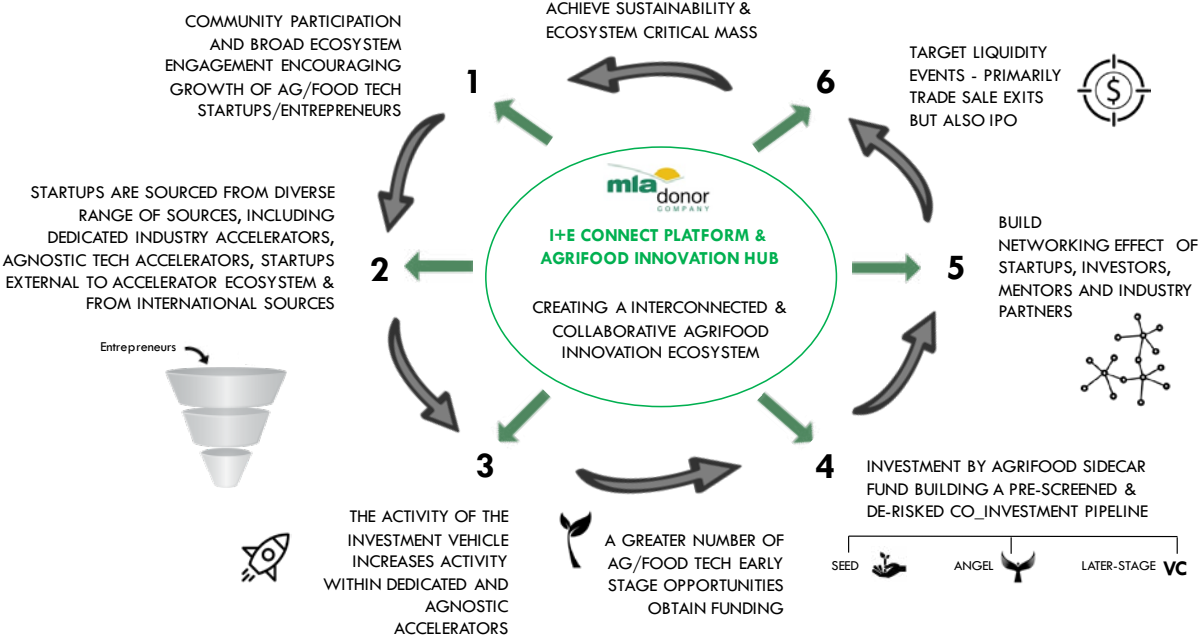 ACHIEVE SUSTAINABILITY &
ECOSYSTEM CRITICAL MASS
1
COMMUNITY PARTICIPATION
AND BROAD ECOSYSTEM
ENGAGEMENT ENCOURAGING
GROWTH OF AG/FOOD TECH
STARTUPS/ENTREPRENEURS
6
TARGET LIQUIDITY
EVENTS - PRIMARILY
TRADE SALE EXITS
BUT ALSO IPO
$
mla
donor
COMPANY
I+E CONNECT PLATFORM &
AGRIFOOD INNOVATION HUB
CREATING A INTERCONNECTED &
COLLABORATIVE AGRIFOOD
INNOVATION ECOSYSTEM
STARTUPS ARE SOURCED FROM DIVERSE
RANGE OF SOURCES, INCLUDING
DEDICATED INDUSTRY ACCELERATORS,
AGNOSTIC TECH ACCELERATORS, STARTUPS
EXTERNAL TO ACCELERATOR ECOSYSTEM &
FROM INTERNATIONAL SOURCES
2
Entrepreneurs
5
BUILD
NETWORKING EFFECT OF
STARTUPS, INVESTORS,
MENTORS AND INDUSTRY
PARTNERS
3
THE ACTIVITY OF THE
INVESTMENT VEHICLE
INCREASES ACTIVITY
WITHIN DEDICATED AND
AGNOSTIC
ACCELERATORS
A GREATER NUMBER OF
AG/FOOD TECH EARLY
STAGE OPPORTUNITIES
OBTAIN FUNDING
4
INVESTMENT BY AGRIFOOD SIDECAR
FUND BUILDING A PRE-SCREENED &
DE-RISKED CO_INVESTMENT PIPELINE
SEED
ANGEL
LATER-STAGE VC